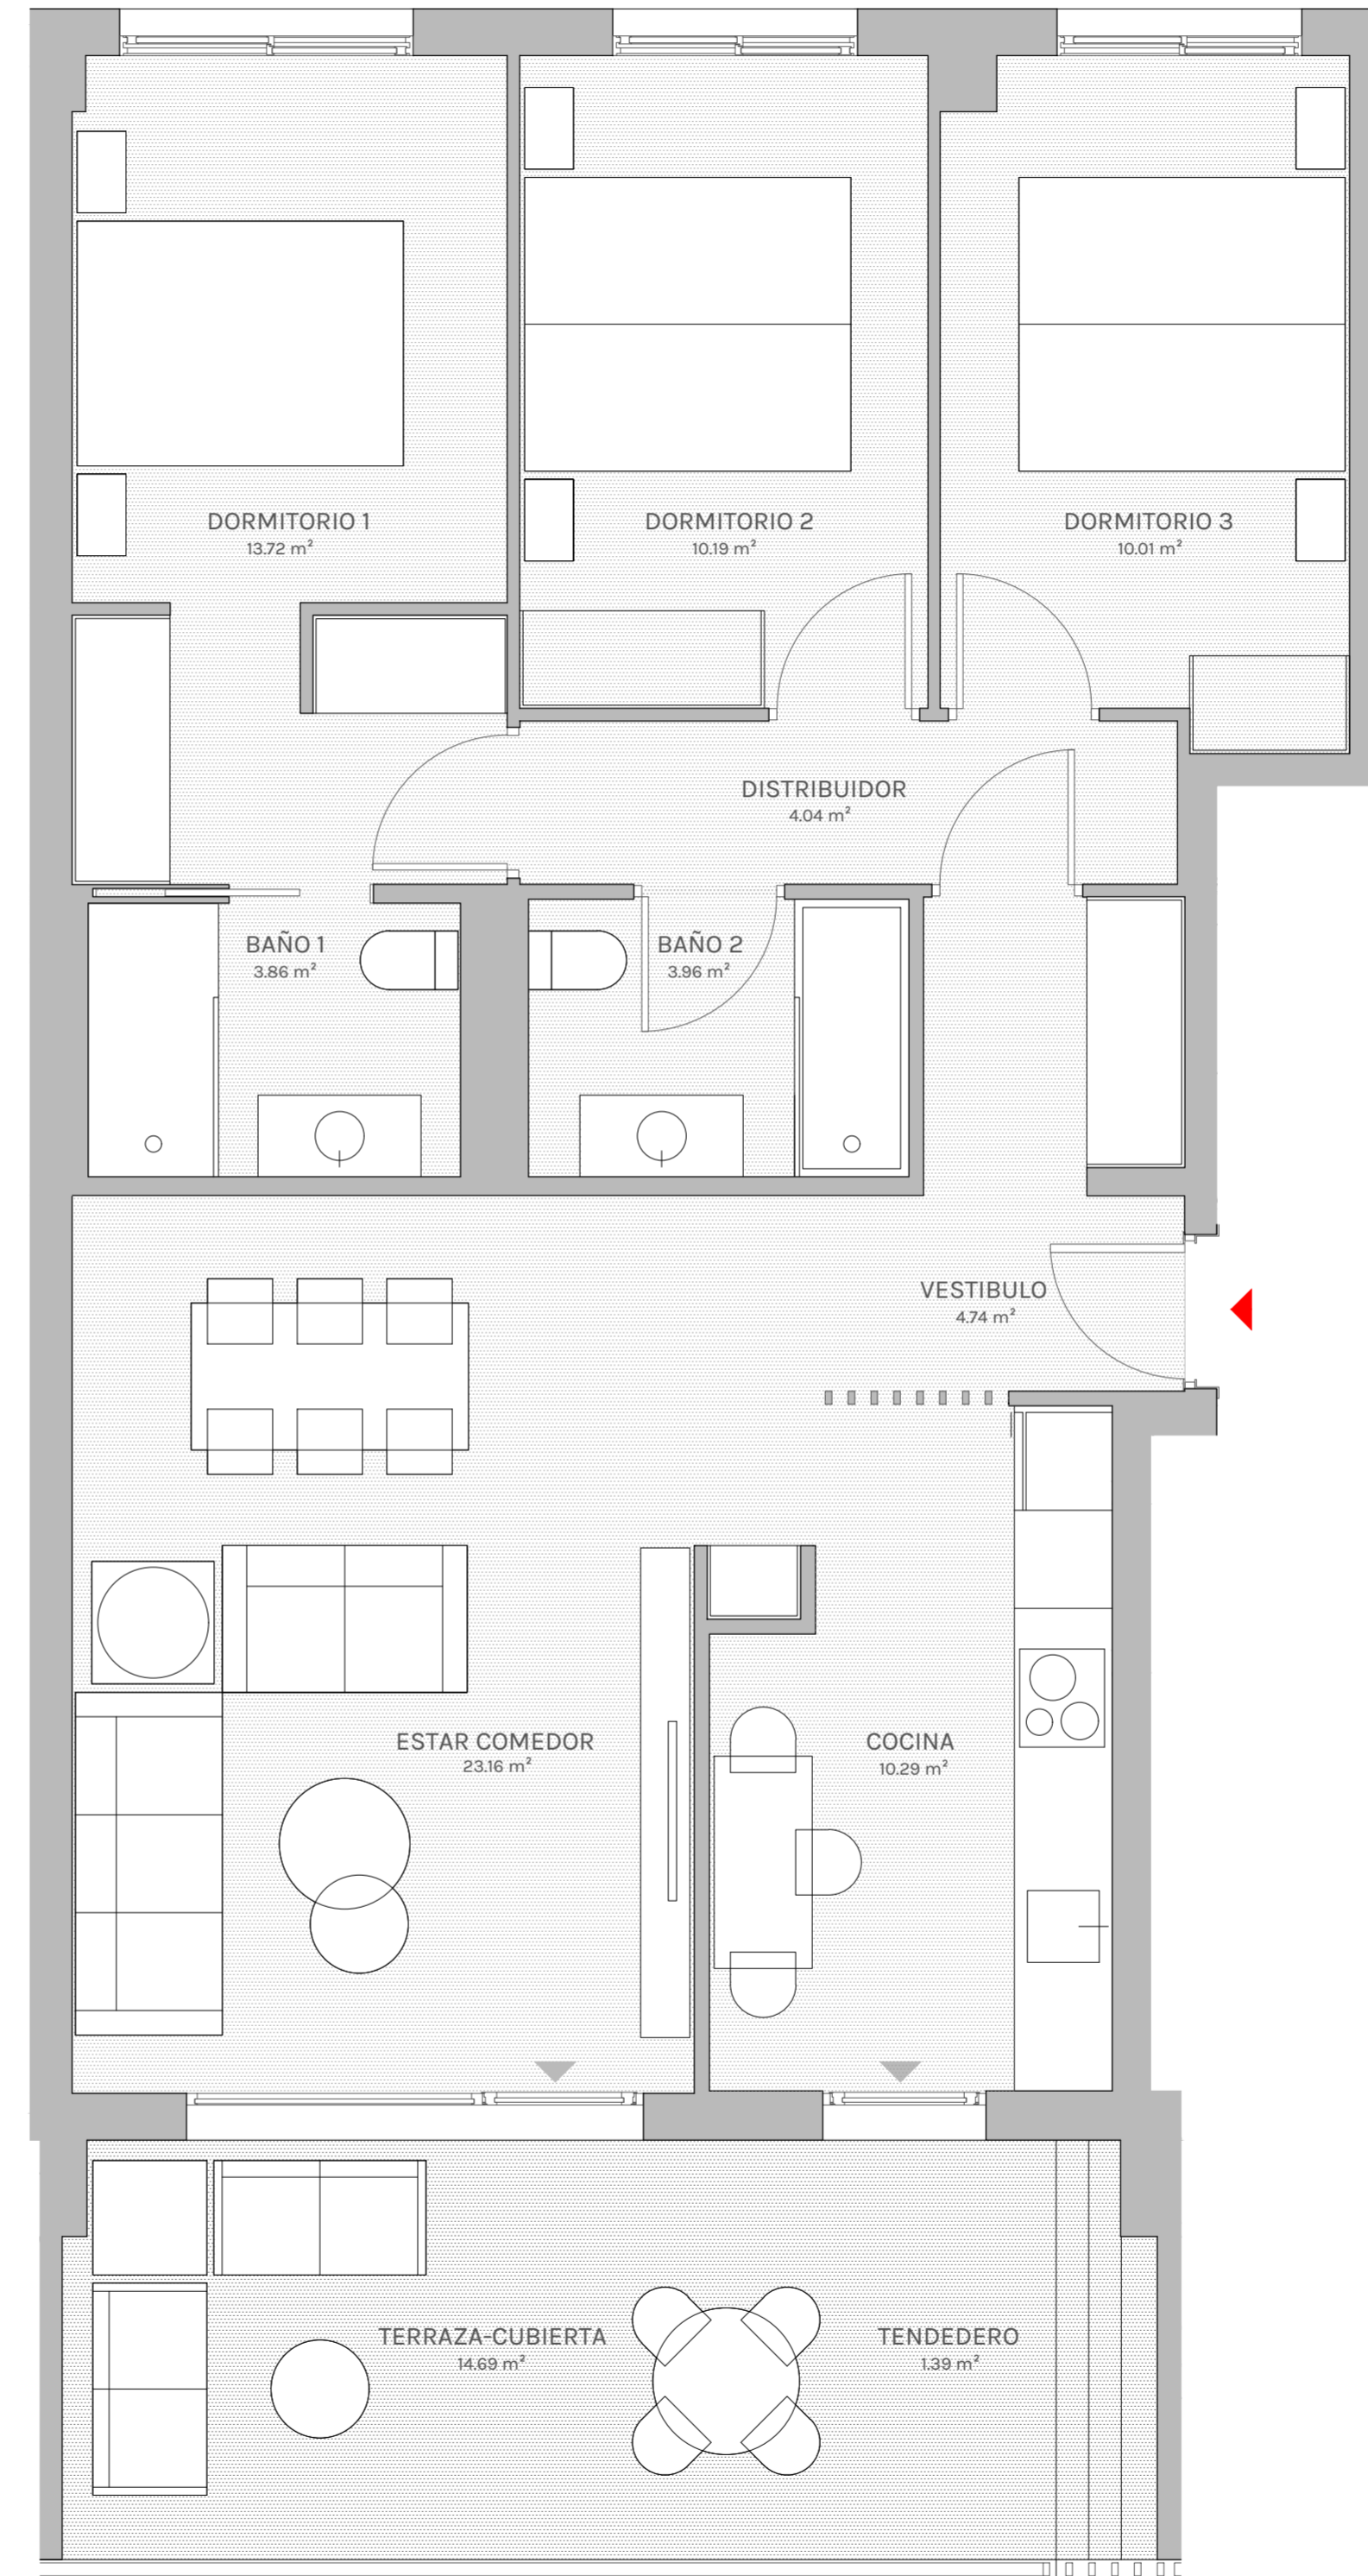 DORMITORIO 1
13.72 m²
DORMITORIO 2
10.19 m²
DORMITORIO 3
10.01 m²
DISTRIBUIDOR
4.04 m²
BAÑO 1
3.86 m²
BAÑO 2
3.96 m²
VESTIBULO
4.74 m²
ESTAR COMEDOR
23.16 m²
COCINA
10.29 m²
TERRAZA-CUBIERTA
14.69 m²
TENDEDERO
1.39 m²